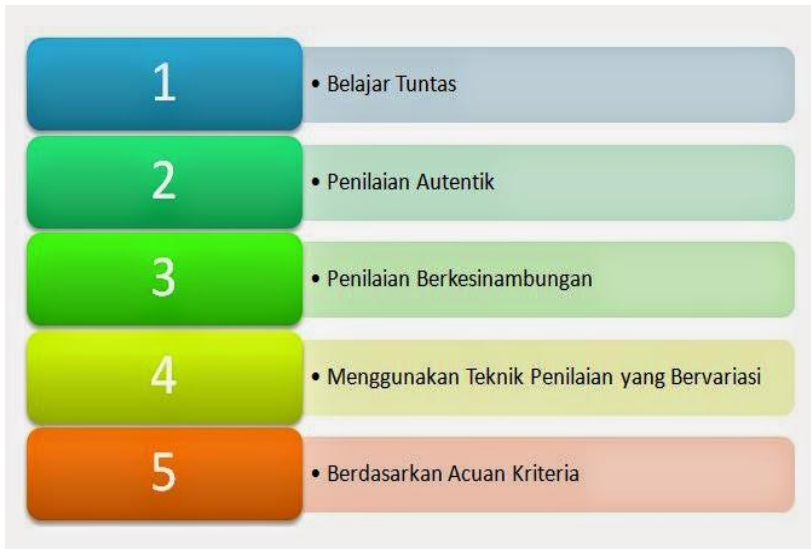 1
• Belajar Tuntas
2
• Penilaian Autentik
3
• Penilaian Berkesinambungan
4
• Menggunakan Teknik Penilaian yang Bervariasi
5
• Berdasarkan Acuan Kriteria